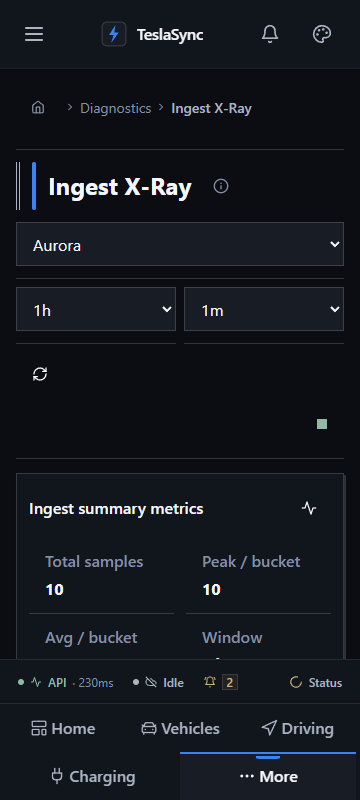 TeslaSync
Diagnostics Ingest X-Ray
Ingest X-Ray
Aurora
1h 1m
Ingest summary metrics
Total samples Peak / bucket
10 10
Avg / bucket Window
API · 230ms Idle 2 Status
Home Vehicles Driving
Charging More